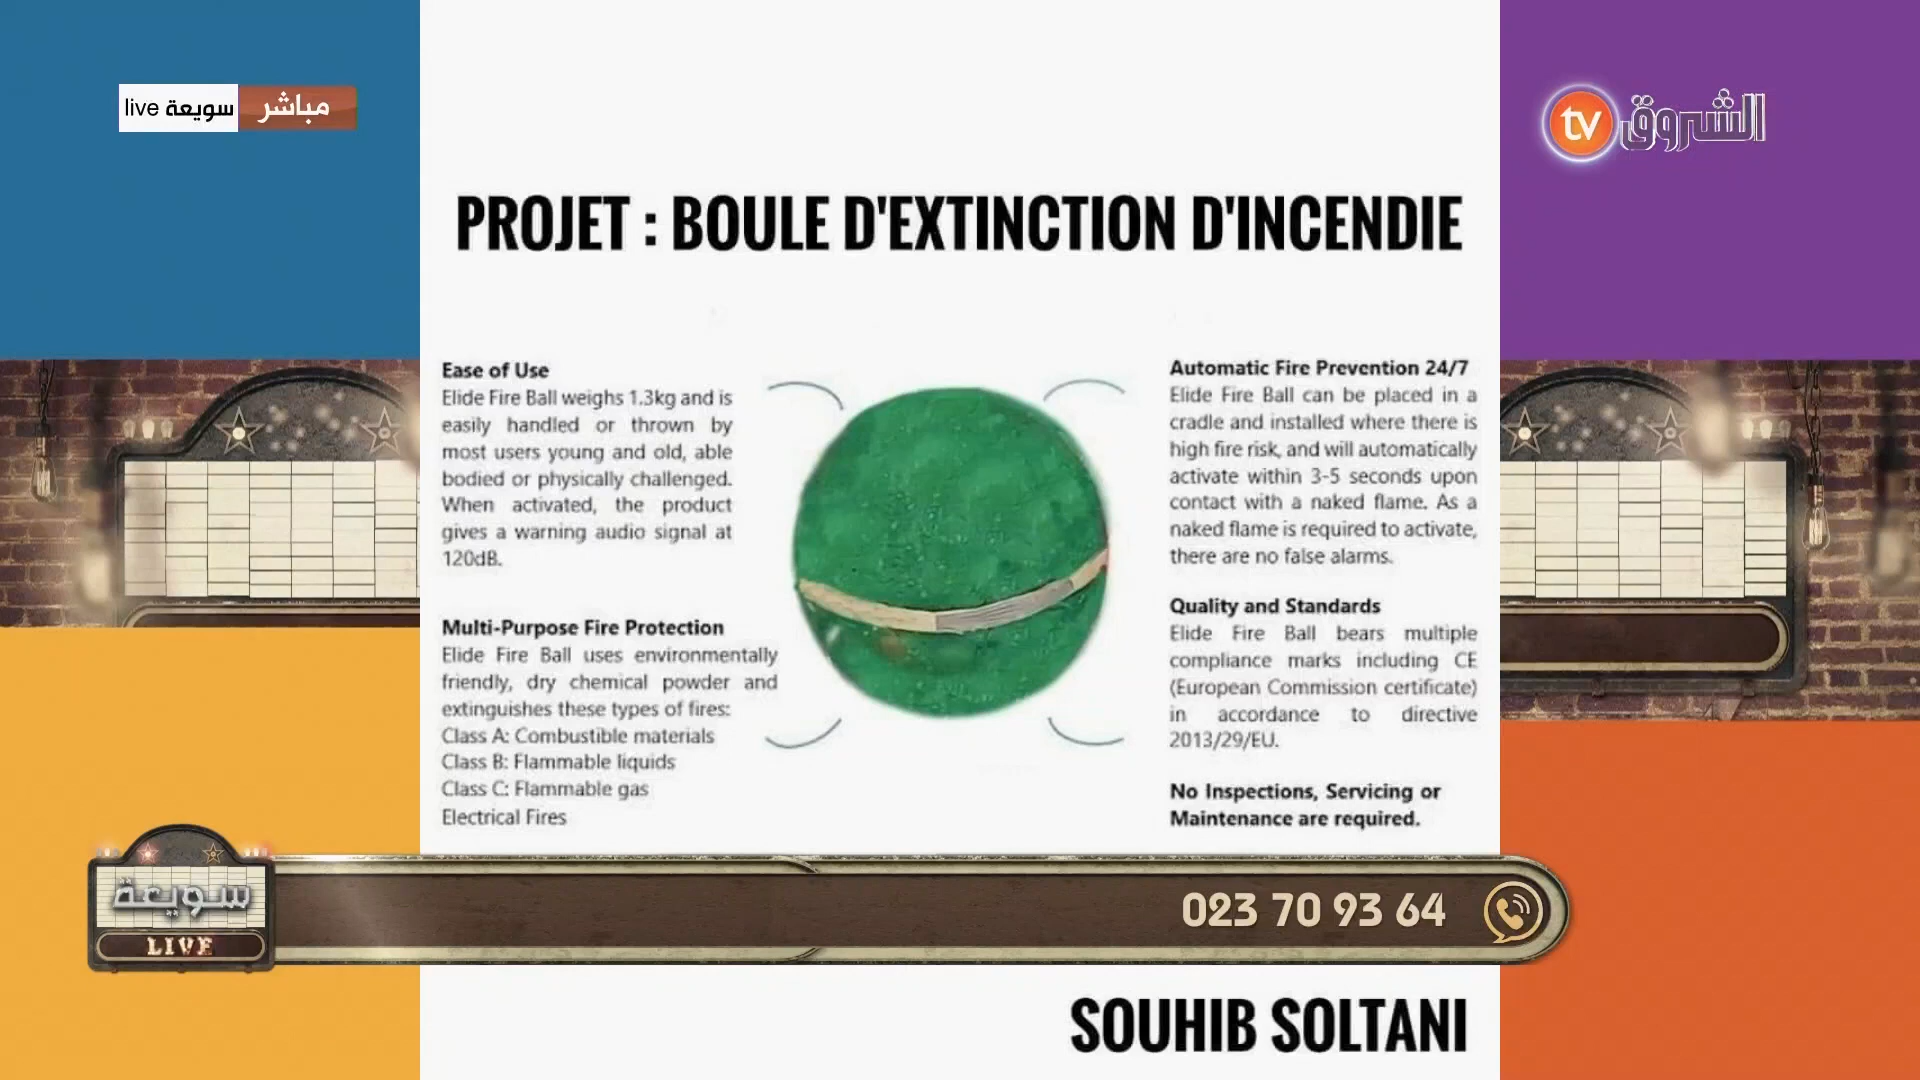 live سويعة مباشر
tv الشروق
PROJET : BOULE D'EXTINCTION D'INCENDIE
Ease of Use
Elide Fire Ball weighs 1.3kg and is
easily handled or thrown by
most users young and old, able
bodied or physically challenged.
When activated, the product
gives a warning audio signal at
120dB.
Multi-Purpose Fire Protection
Elide Fire Ball uses environmentally
friendly, dry chemical powder and
extinguishes these types of fires:
Class A: Combustible materials
Class B: Flammable liquids
Class C: Flammable gas
Electrical Fires
Automatic Fire Prevention 24/7
Elide Fire Ball can be placed in a
cradle and installed where there is
high fire risk, and will automatically
activate within 3-5 seconds upon
contact with a naked flame. As a
naked flame is required to activate,
there are no false alarms.
Quality and Standards
Elide Fire Ball bears multiple
compliance marks including CE
(European Commission certificate)
in accordance to directive
2013/29/EU.
No Inspections, Servicing or
Maintenance are required.
سويعة
LIVE
023 70 93 64
SOUHIB SOLTANI